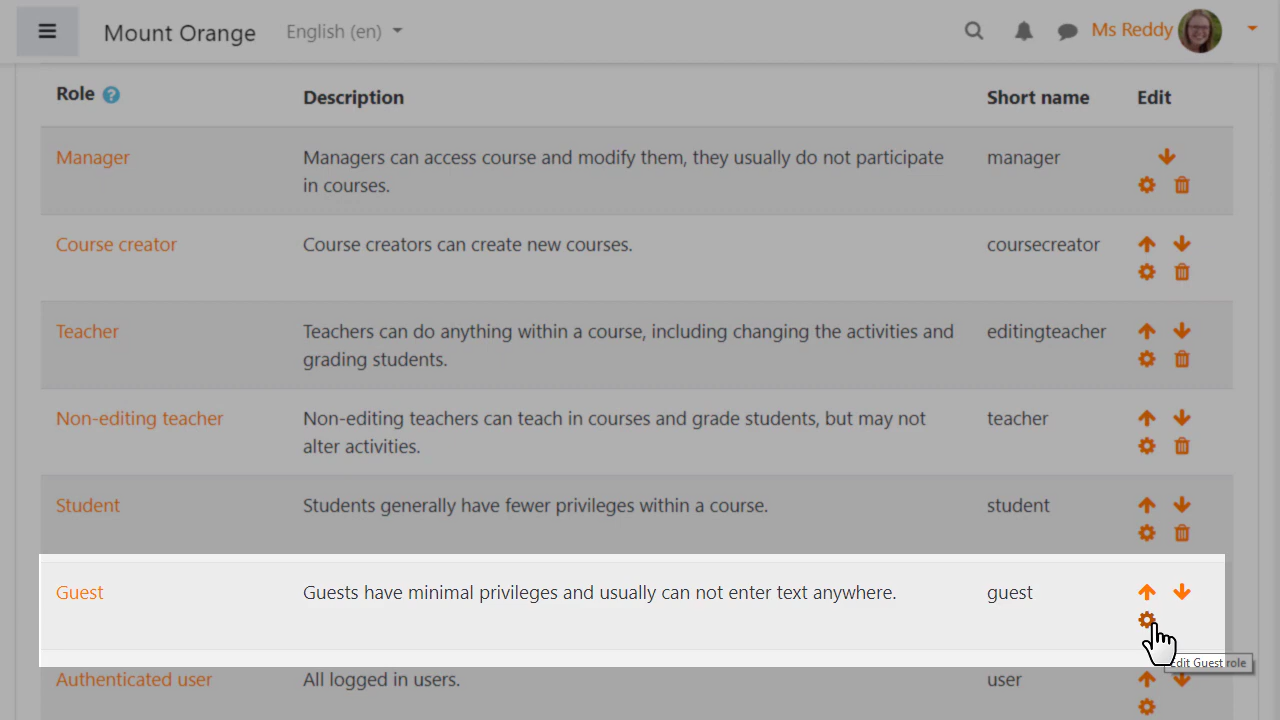 Mount Orange English (en) Ms Reddy
Role Description Short name Edit
Manager Managers can access course and modify them, they usually do not participate manager
in courses.
Course creator Course creators can create new courses. coursecreator
Teacher Teachers can do anything within a course, including changing the activities and editingteacher
grading students.
Non-editing teacher Non-editing teachers can teach in courses and grade students, but may not teacher
alter activities.
Student Students generally have fewer privileges within a course. student
Guest Guests have minimal privileges and usually can not enter text anywhere. guest
Edit Guest role
Authenticated user All logged in users. user